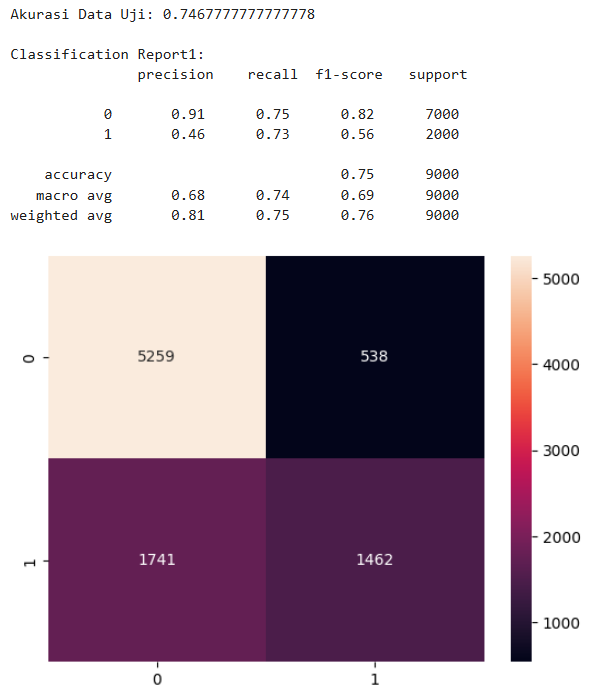 Akurasi Data Uji: 0.7467777777777778
Classification Report1:
precision recall f1-score support
0 0.91 0.75 0.82 7000
1 0.46 0.73 0.56 2000
accuracy 0.75 9000
macro avg 0.68 0.74 0.69 9000
weighted avg 0.81 0.75 0.76 9000
5000
0 5259 538
4000
3000
2000
1 1741 1462
1000
0 1